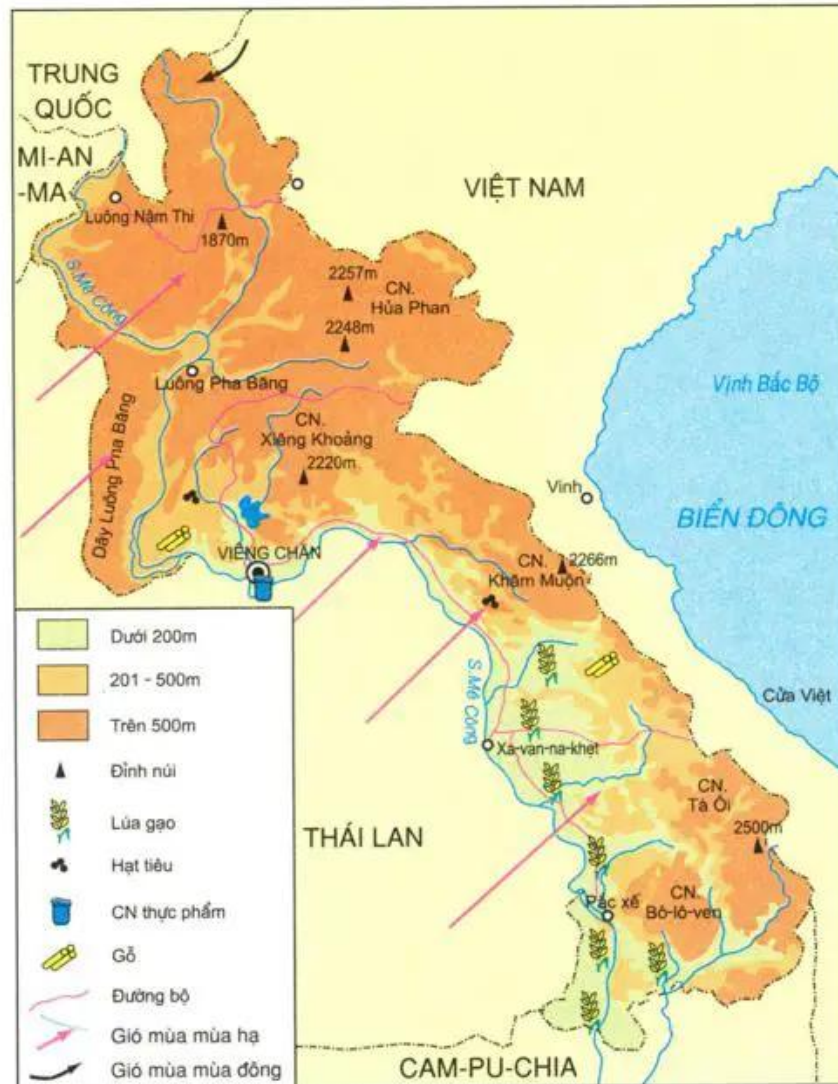 TRUNG
QUỐC
MI-AN
-MA
VIỆT NAM
Luông Nậm Thi
1870m
S. Mê Công
2257m
CN.
Hủa Phan
2248m
Luông Pha Băng
Vịnh Bắc Bộ
CN.
Xiêng Khoảng
2220m
Dãy Luông Pha Băng
Vinh
BIỂN ĐÔNG
VIÊNG CHĂN
CN.
Khăm Muộn
2266m
S. Mê Công
Cửa Việt
Xa-van-na-khẹt
CN.
Tà Ôi
THÁI LAN
2500m
CN.
Bô-lô-ven
Pắc xế
CAM-PU-CHIA
Dưới 200m
201 - 500m
Trên 500m
Đỉnh núi
Lúa gạo
Hạt tiêu
CN thực phẩm
Gỗ
Đường bộ
Gió mùa mùa hạ
Gió mùa mùa đông